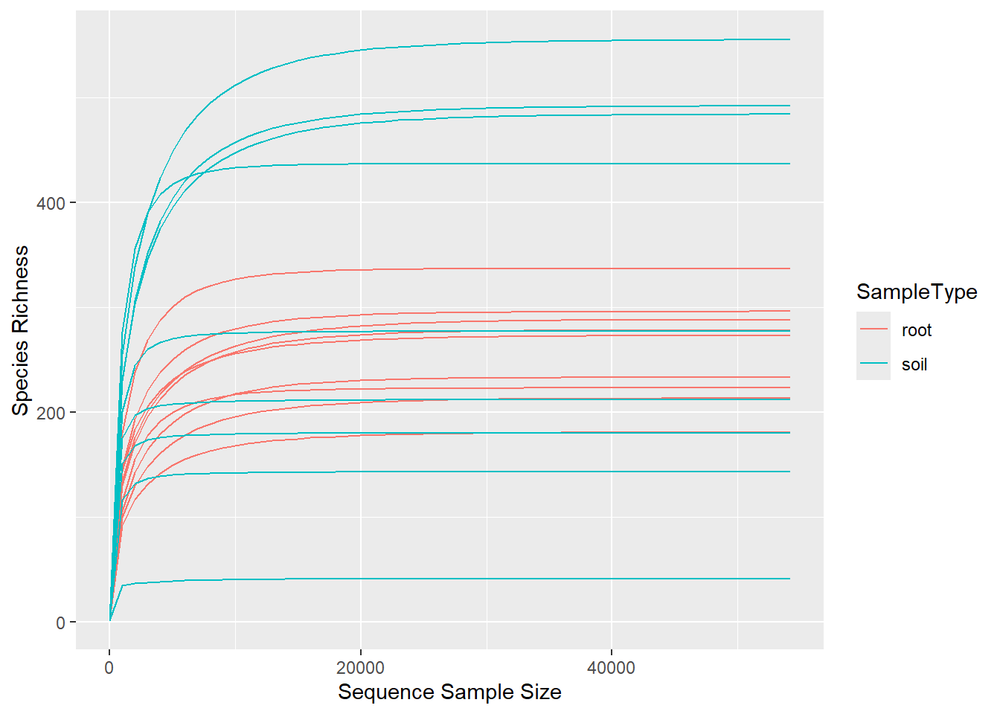 Species Richness
400
200
0
0
20000
40000
Sequence Sample Size
SampleType
root
soil